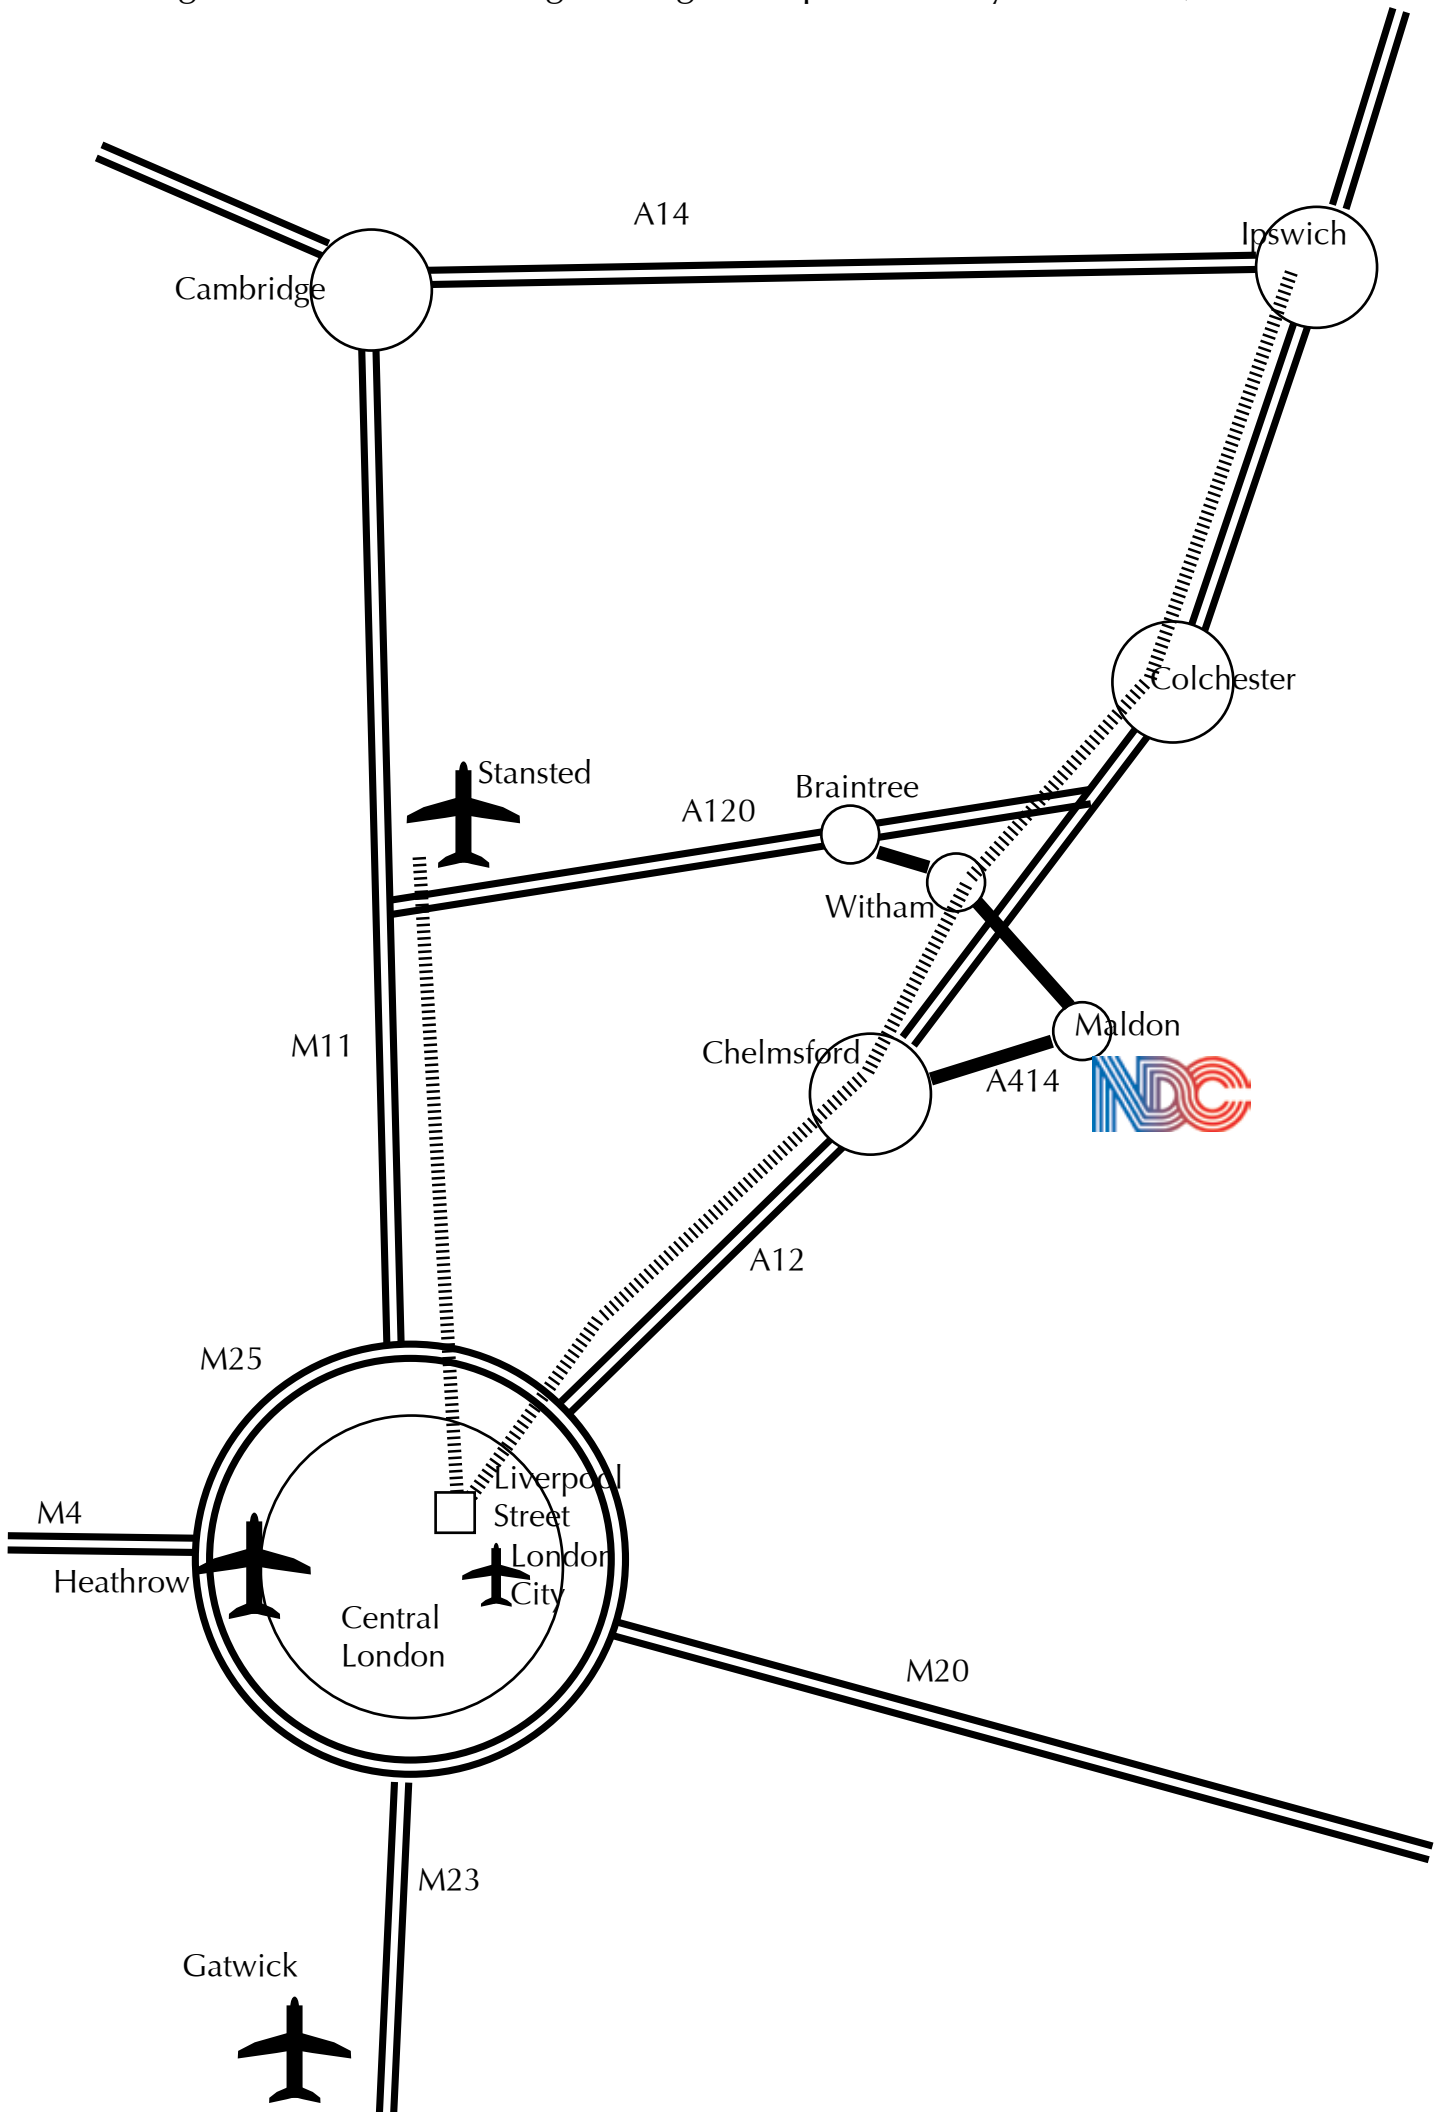 A14
Ipswich
Cambridge
Colchester
Stansted
Braintree
A120
Witham
Maldon
M11
Chelmsford
A414
NDC
A12
M25
Liverpool
Street
M4
London
City
Heathrow
Central
London
M20
M23
Gatwick